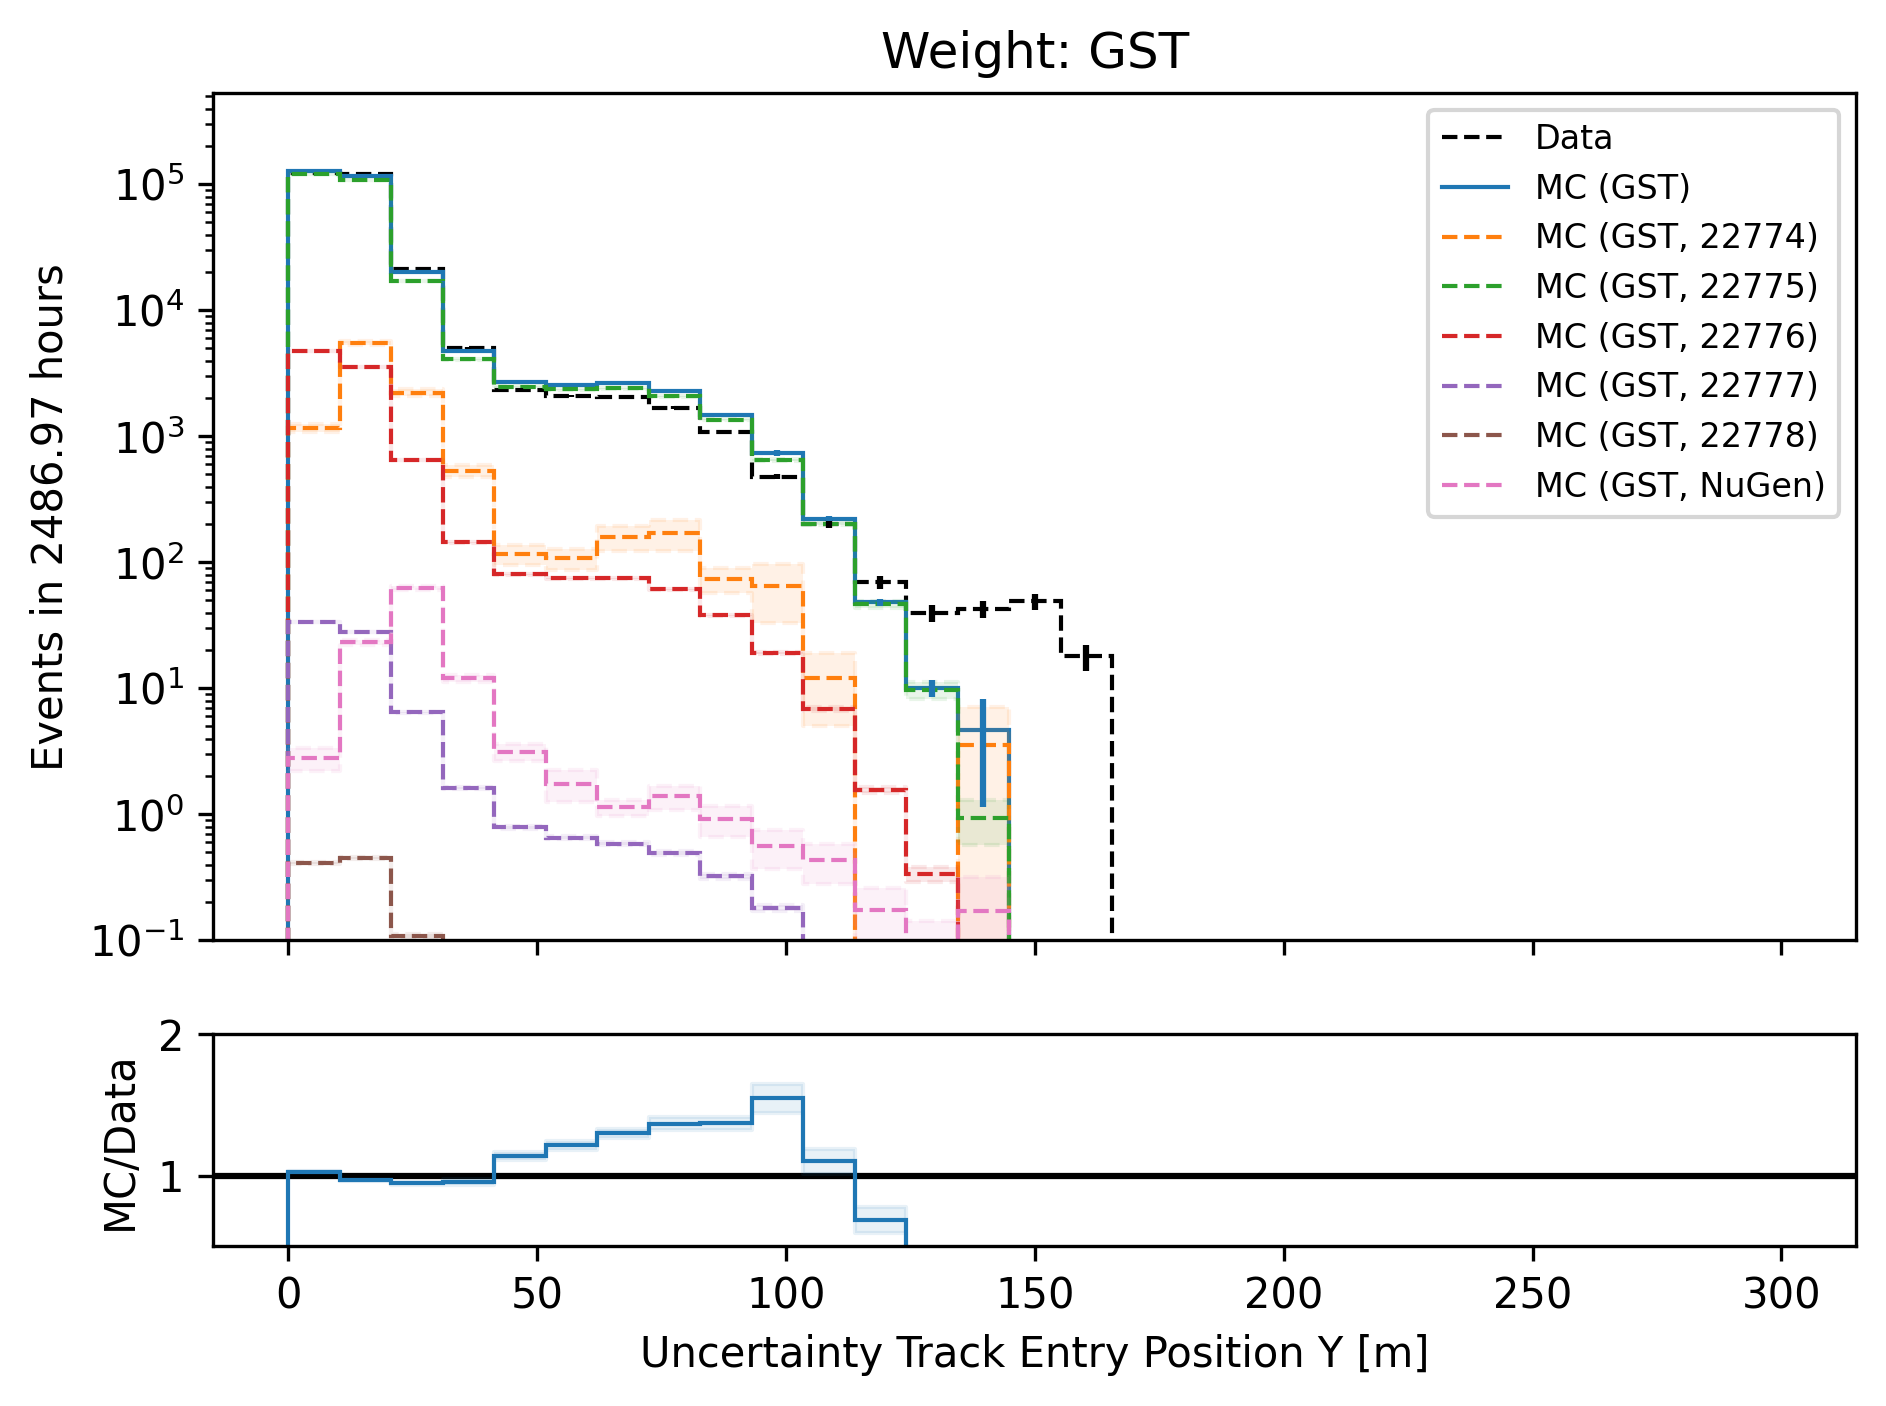 Weight: GST
Events in 2486.97 hours
10⁵
10⁴
10³
10²
10¹
10⁰
10⁻¹
Data
MC (GST)
MC (GST, 22774)
MC (GST, 22775)
MC (GST, 22776)
MC (GST, 22777)
MC (GST, 22778)
MC (GST, NuGen)
MC/Data
2
1
0 50 100 150 200 250 300
Uncertainty Track Entry Position Y [m]